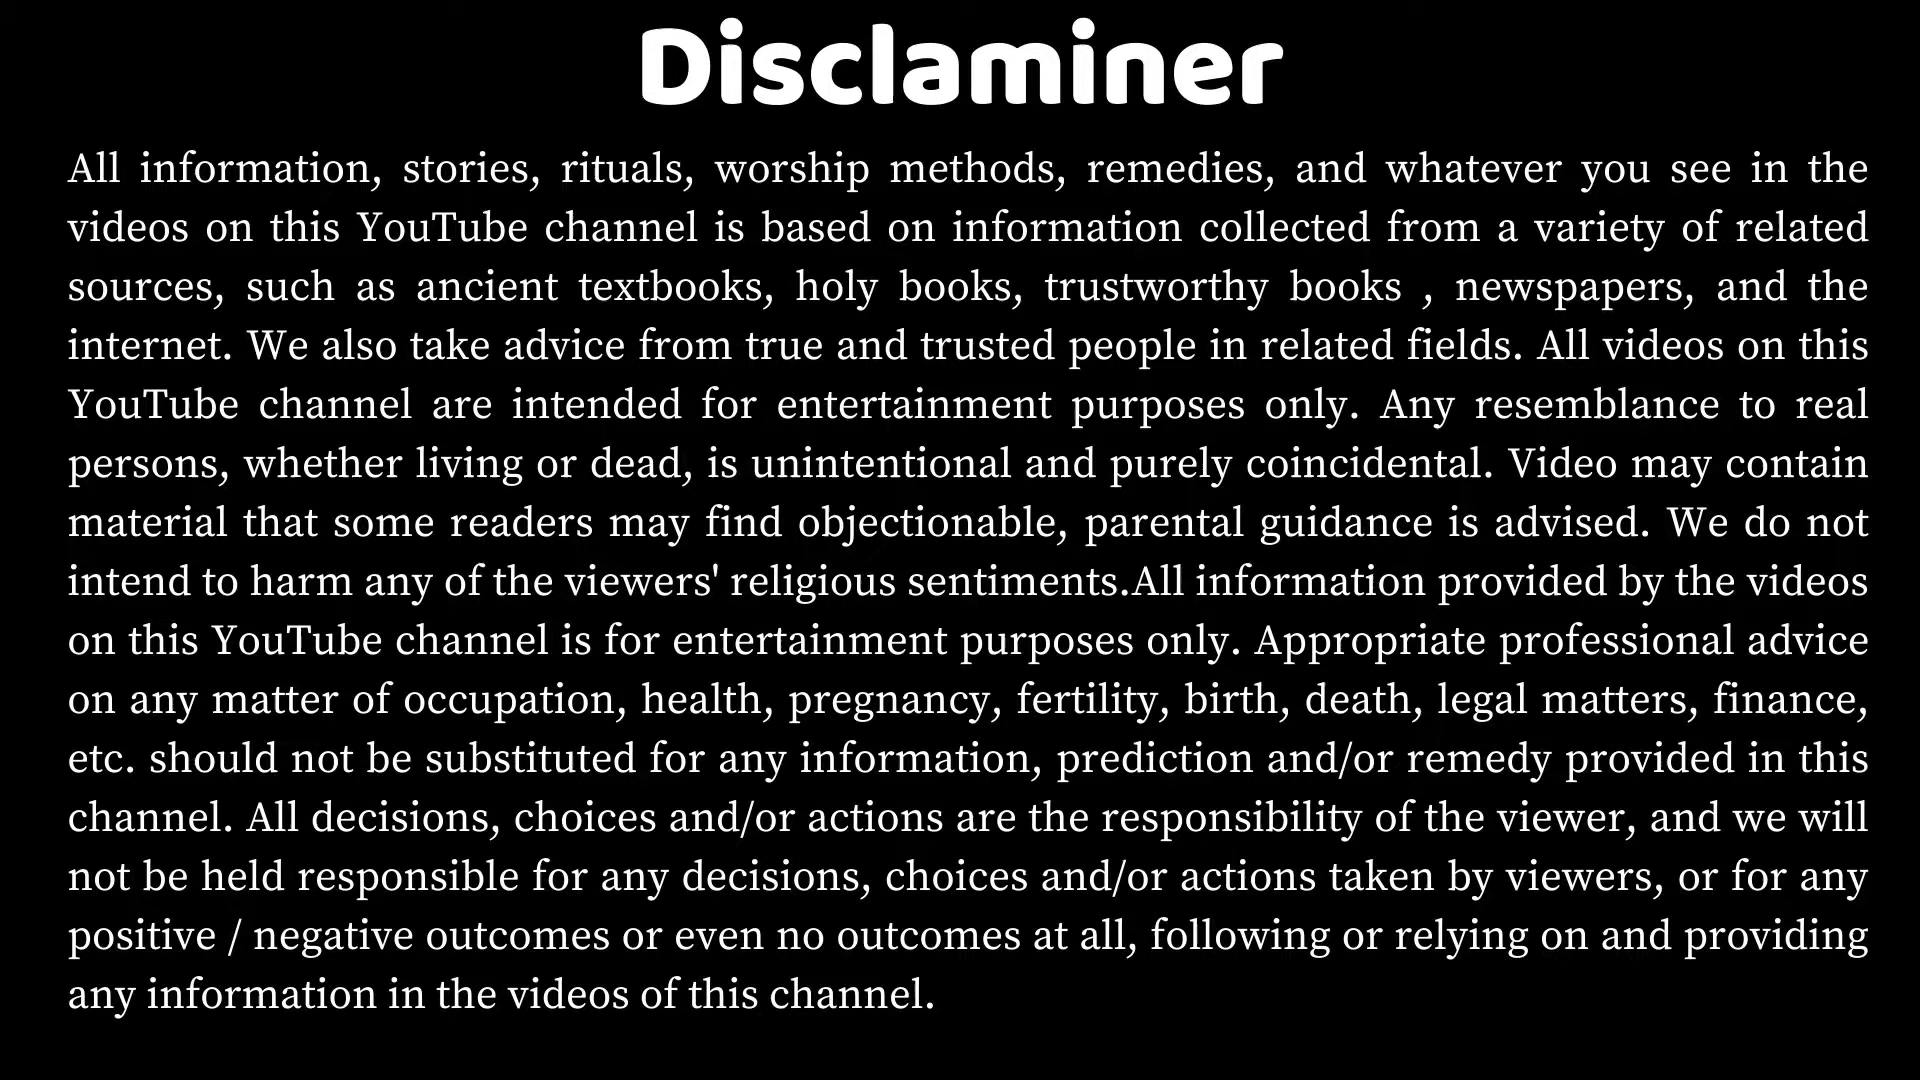 Disclaminer
All information, stories, rituals, worship methods, remedies, and whatever you see in the
videos on this YouTube channel is based on information collected from a variety of related
sources, such as ancient textbooks, holy books, trustworthy books , newspapers, and the
internet. We also take advice from true and trusted people in related fields. All videos on this
YouTube channel are intended for entertainment purposes only. Any resemblance to real
persons, whether living or dead, is unintentional and purely coincidental. Video may contain
material that some readers may find objectionable, parental guidance is advised. We do not
intend to harm any of the viewers' religious sentiments.All information provided by the videos
on this YouTube channel is for entertainment purposes only. Appropriate professional advice
on any matter of occupation, health, pregnancy, fertility, birth, death, legal matters, finance,
etc. should not be substituted for any information, prediction and/or remedy provided in this
channel. All decisions, choices and/or actions are the responsibility of the viewer, and we will
not be held responsible for any decisions, choices and/or actions taken by viewers, or for any
positive / negative outcomes or even no outcomes at all, following or relying on and providing
any information in the videos of this channel.